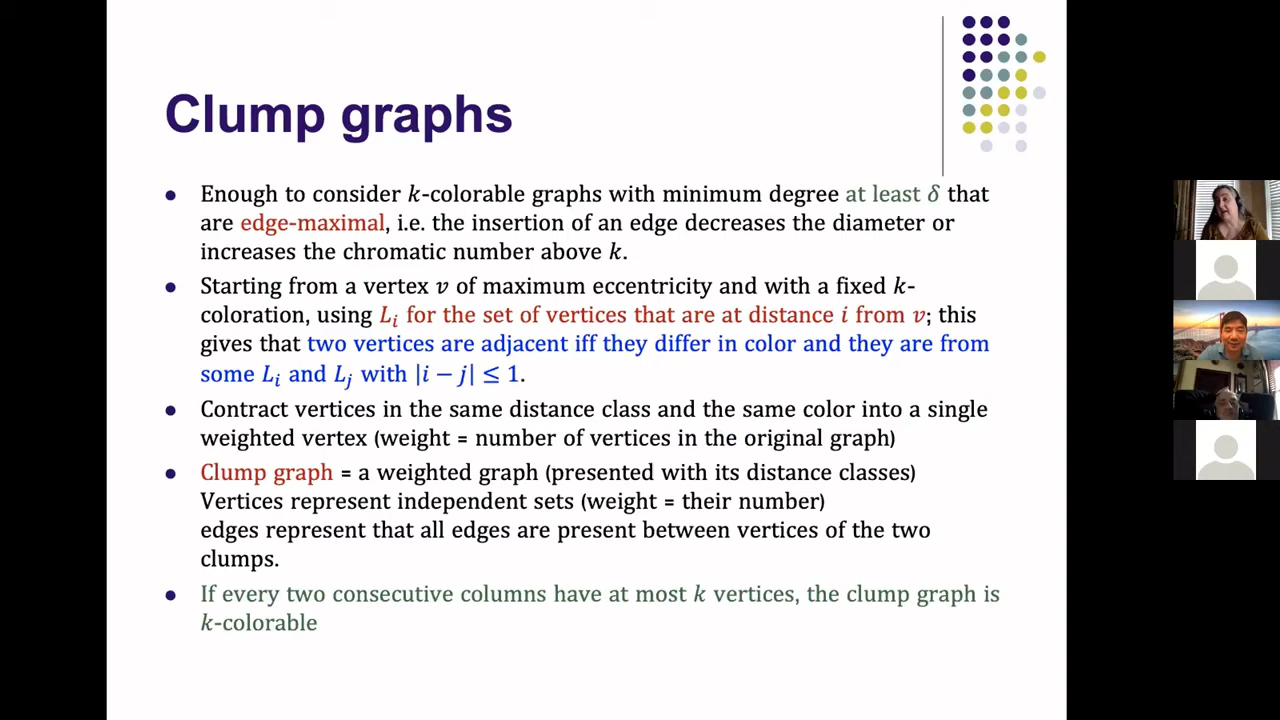 Clump graphs
• Enough to consider k-colorable graphs with minimum degree at least δ that
are edge-maximal, i.e. the insertion of an edge decreases the diameter or
increases the chromatic number above k.
• Starting from a vertex v of maximum eccentricity and with a fixed k-
coloration, using Lᵢ for the set of vertices that are at distance i from v; this
gives that two vertices are adjacent iff they differ in color and they are from
some Lᵢ and Lⱼ with |i − j| ≤ 1.
• Contract vertices in the same distance class and the same color into a single
weighted vertex (weight = number of vertices in the original graph)
• Clump graph = a weighted graph (presented with its distance classes)
Vertices represent independent sets (weight = their number)
edges represent that all edges are present between vertices of the two
clumps.
• If every two consecutive columns have at most k vertices, the clump graph is
k-colorable